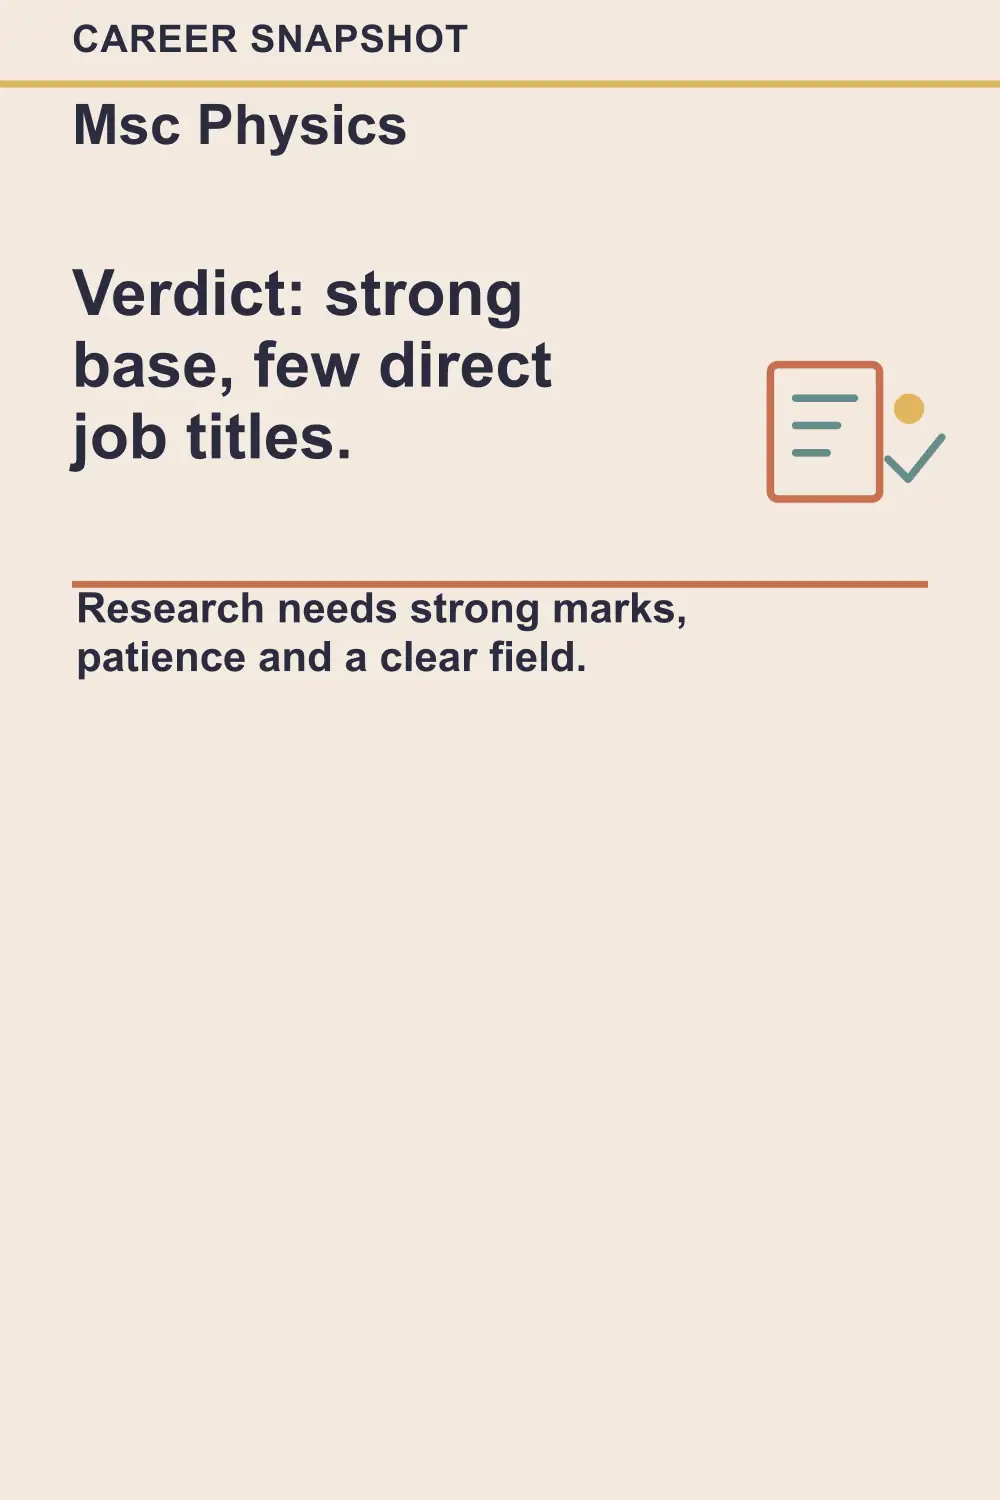 CAREER SNAPSHOT
Msc Physics
Verdict: strong
base, few direct
job titles.
Research needs strong marks,
patience and a clear field.